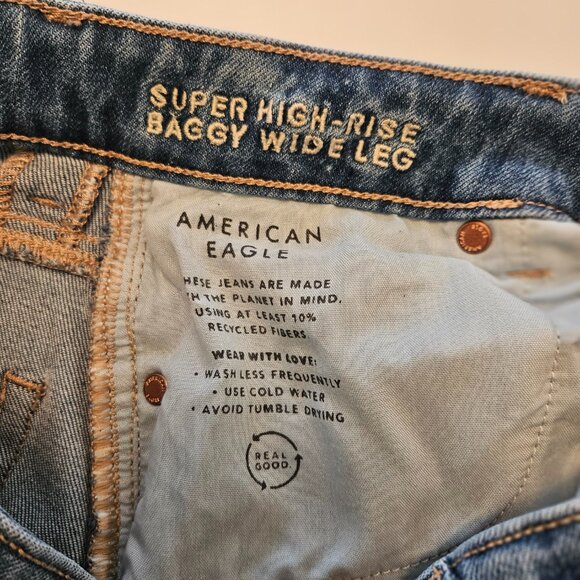 SUPER HIGH-RISE
BAGGY WIDE LEG
AMERICAN
EAGLE
HESE JEANS ARE MADE
TH THE PLANET IN MIND.
USING AT LEAST 10%
RECYCLED FIBERS.
WEAR WITH LOVE:
• WASH LESS FREQUENTLY
• USE COLD WATER
• AVOID TUMBLE DRYING
REAL
GOOD.